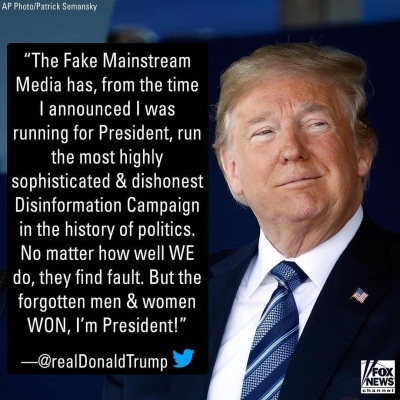 AP Photo/Patrick Semansky
“The Fake Mainstream
Media has, from the time
I announced I was
running for President, run
the most highly
sophisticated & dishonest
Disinformation Campaign
in the history of politics.
No matter how well WE
do, they find fault. But the
forgotten men & women
WON, I’m President!”
—@realDonaldTrump
FOX
NEWS
channel